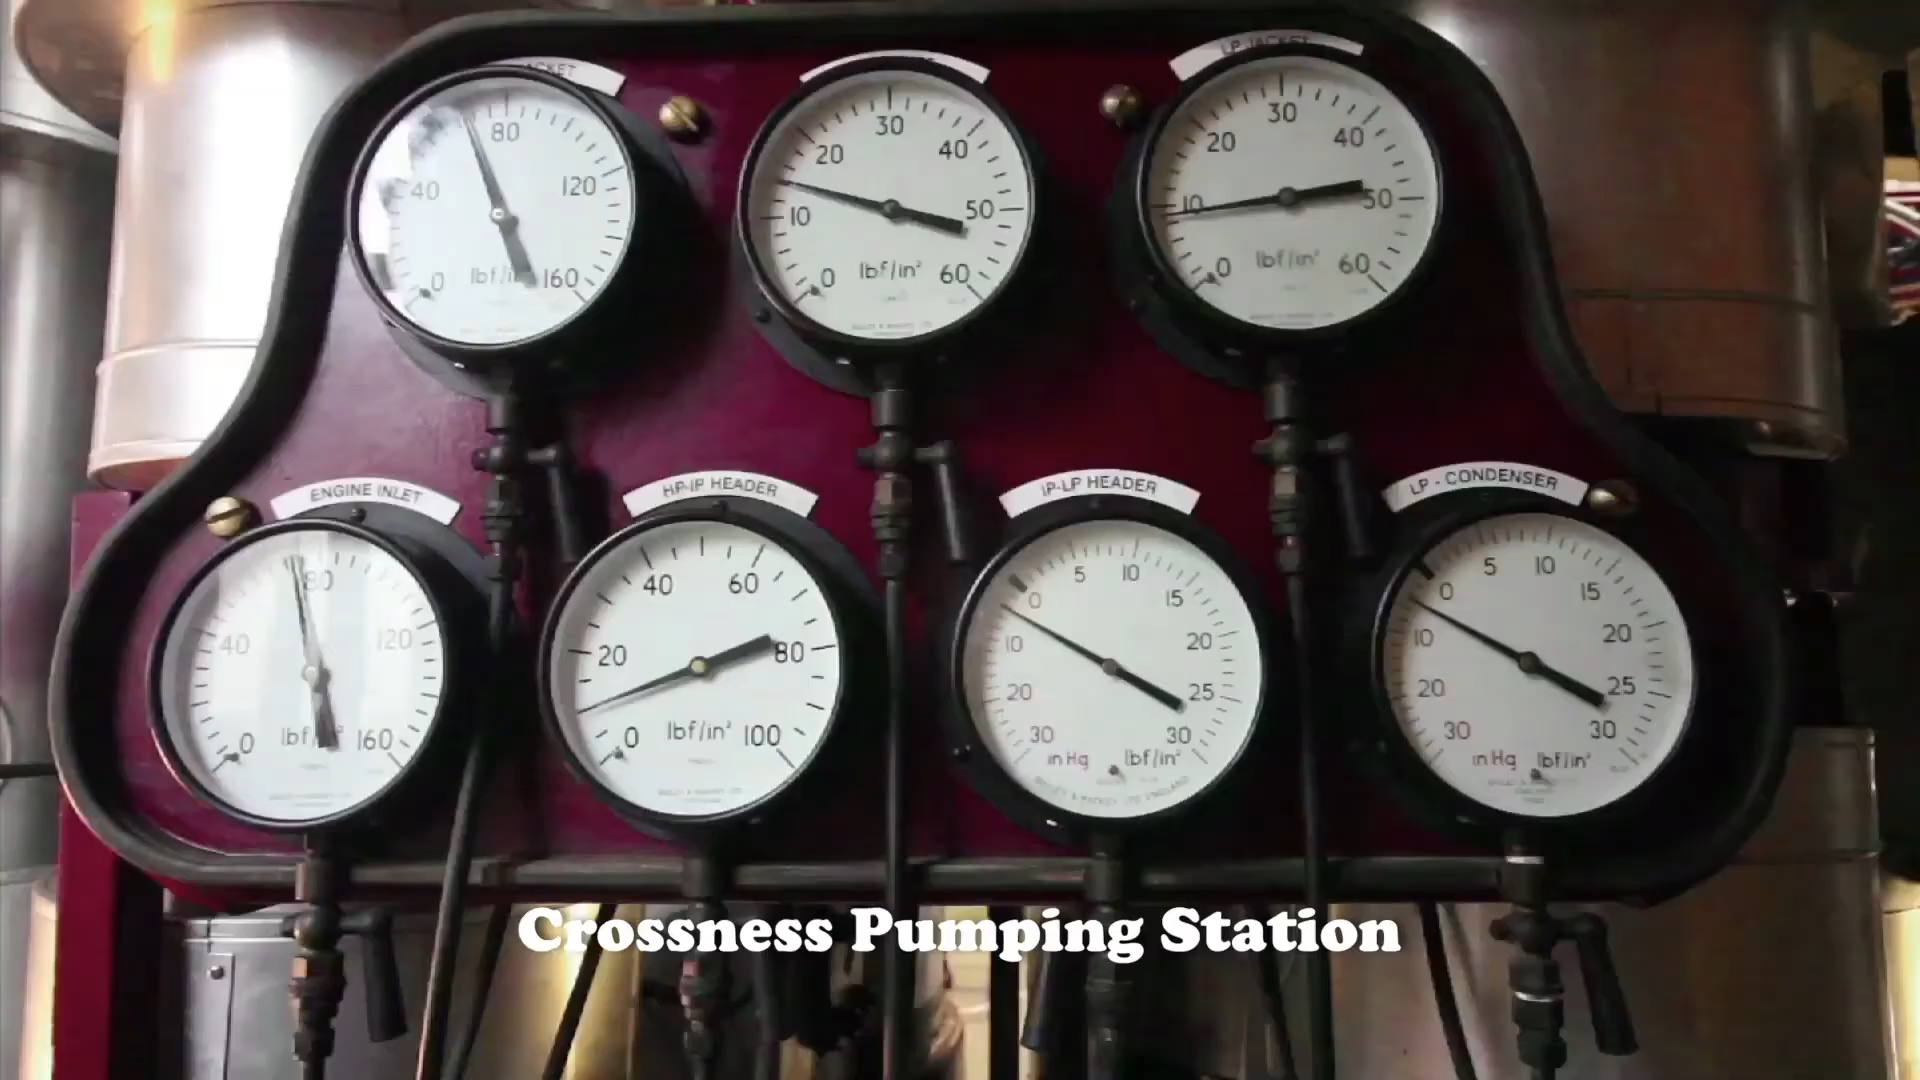 JACKET
LP JACKET
80
40
120
0
lbf/in²
160
30
20
40
10
50
0
lbf/in²
60
30
20
40
10
50
0
lbf/in²
60
ENGINE INLET
HP-IP HEADER
IP-LP HEADER
LP - CONDENSER
80
40
120
0
lbf/in²
160
40
60
20
80
0
lbf/in²
100
5
10
0
15
10
20
20
25
30
30
in Hg
lbf/in²
BAILEY & MACKEY LTD ENGLAND
5
10
0
15
10
20
20
25
30
30
in Hg
lbf/in²
Crossness Pumping Station